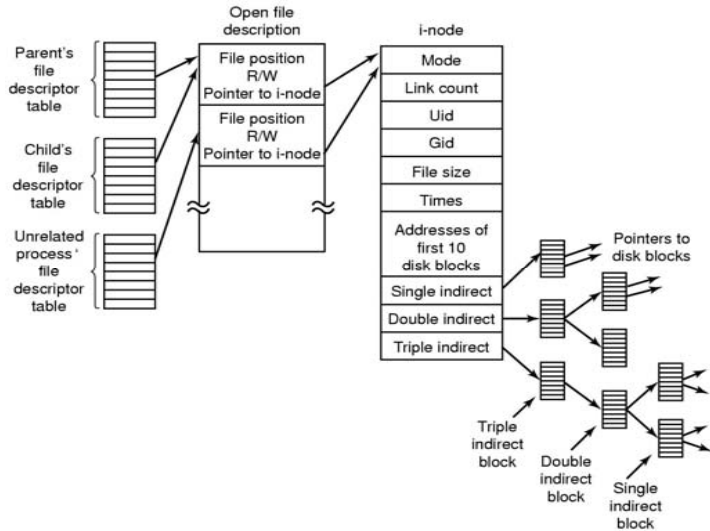 Open file
description
i-node
Parent's
file
descriptor
table
Child's
file
descriptor
table
Unrelated
process'
file
descriptor
table
File position
R/W
Pointer to i-node
File position
R/W
Pointer to i-node
Mode
Link count
Uid
Gid
File size
Times
Addresses of
first 10
disk blocks
Single indirect
Double indirect
Triple indirect
Pointers to
disk blocks
Triple
indirect
block
Double
indirect
block
Single
indirect
block